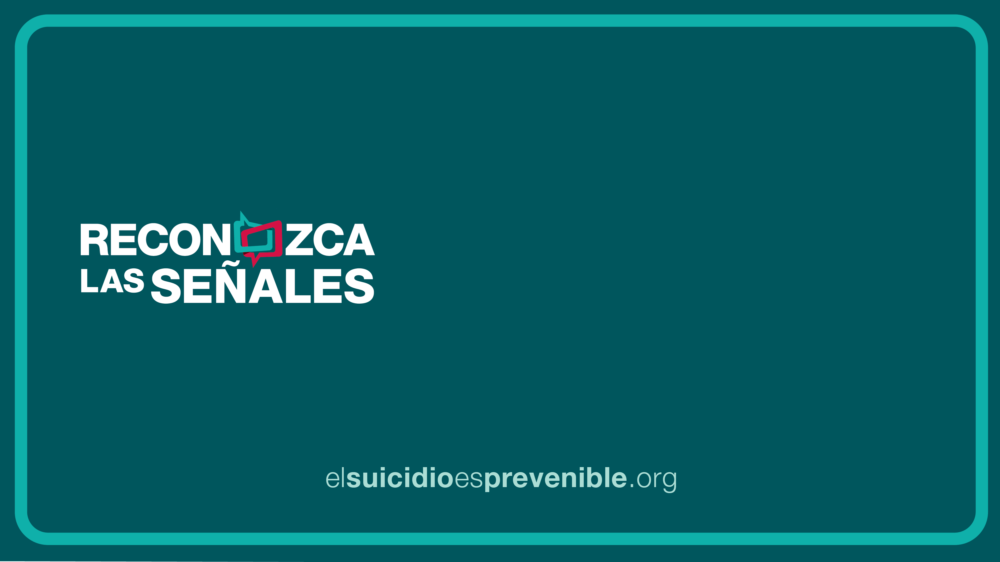 RECONOZCA
LAS SEÑALES
elsuicidioesprevenible.org